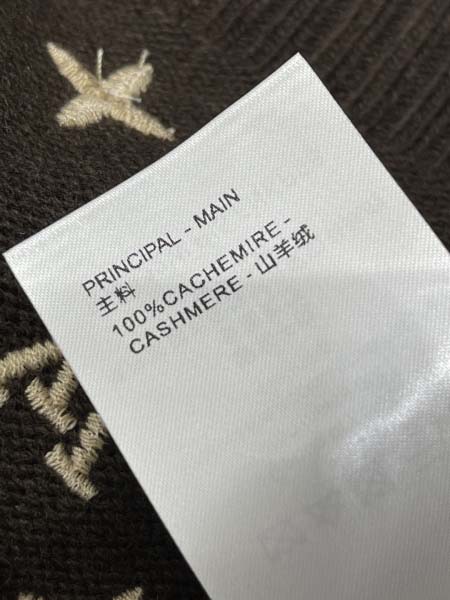 PRINCIPAL - MAIN
主料
100%CACHEMIRE -
CASHMERE - 山羊绒